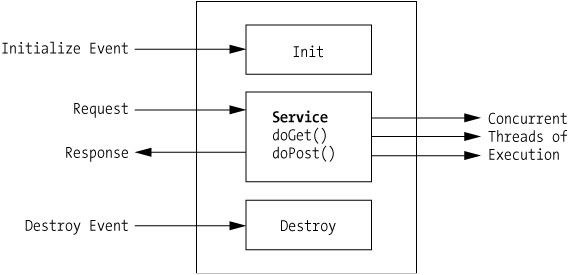 Initialize Event
Init
Request
Service
doGet()
doPost()
Response
Concurrent
Threads of
Execution
Destroy Event
Destroy